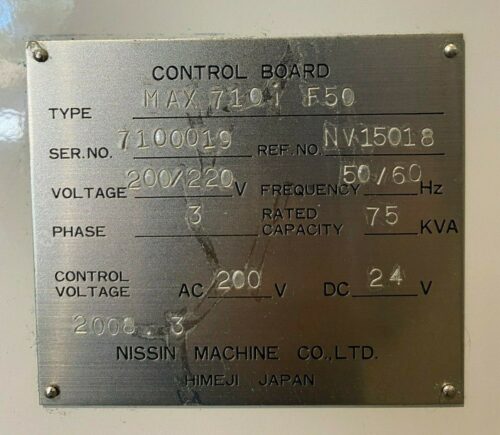 CONTROL BOARD
TYPE MAX 710i F50
SER.NO. 7100019 REF.NO. NV15018
VOLTAGE 200/220 V FREQUENCY 50/60 Hz
PHASE 3 RATED CAPACITY 75 KVA
CONTROL VOLTAGE AC 200 V DC 24 V
2008.3
NISSIN MACHINE CO.,LTD.
HIMEJI JAPAN